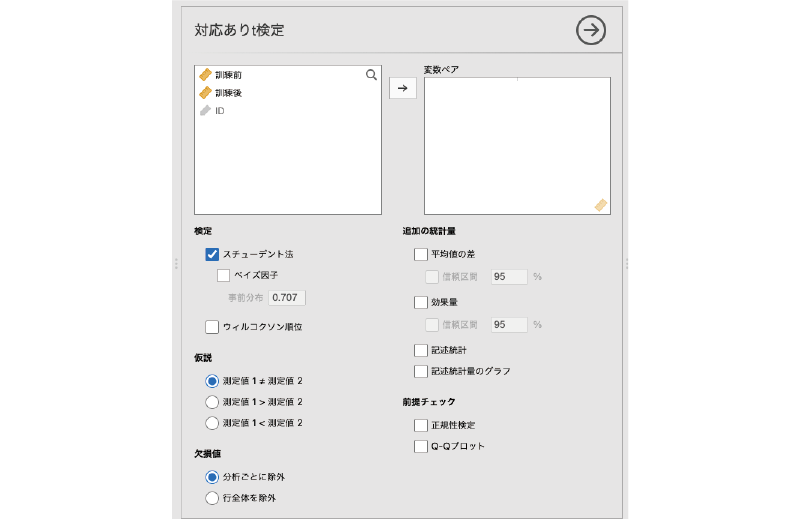 対応ありt検定
訓練前
訓練後
ID
変数ペア
検定
スチューデント法
ベイズ因子
事前分布 0.707
ウィルコクソン順位
仮説
測定値 1 ≠ 測定値 2
測定値 1 > 測定値 2
測定値 1 < 測定値 2
欠損値
分析ごとに除外
行全体を除外
追加の統計量
平均値の差
信頼区間 95 %
効果量
信頼区間 95 %
記述統計
記述統計量のグラフ
前提チェック
正規性検定
Q-Qプロット